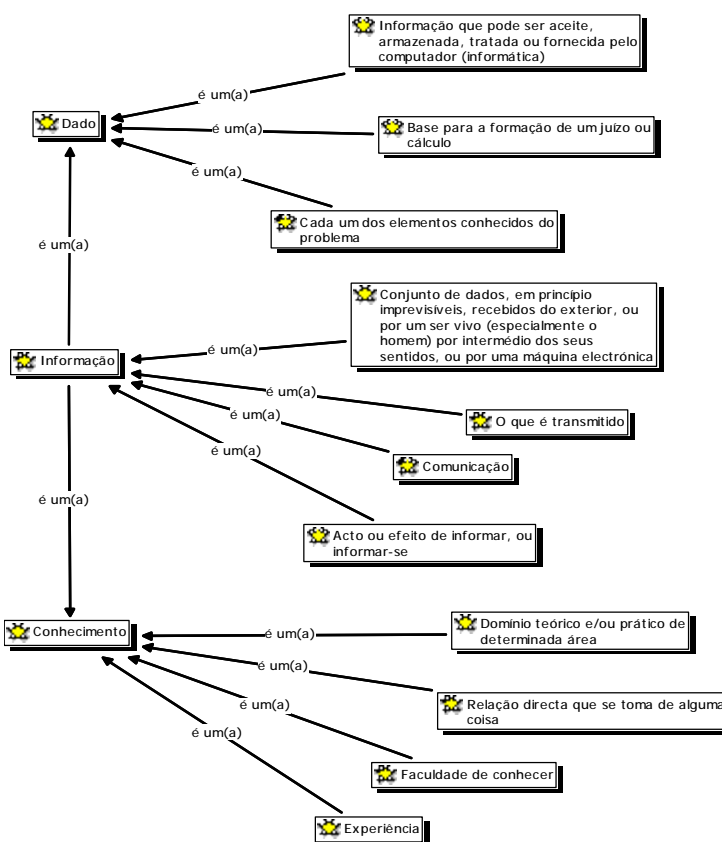 Informação que pode ser aceite,
armazenada, tratada ou fornecida pelo
computador (informática)
é um(a)
Dado
é um(a)
Base para a formação de um juízo ou
cálculo
é um(a)
Cada um dos elementos conhecidos do
problema
é um(a)
Conjunto de dados, em princípio
imprevisíveis, recebidos do exterior, ou
por um ser vivo (especialmente o
homem) por intermédio dos seus
sentidos, ou por uma máquina electrónica
é um(a)
Informação
é um(a)
O que é transmitido
é um(a)
Comunicação
é um(a)
é um(a)
Acto ou efeito de informar, ou
informar-se
Conhecimento
é um(a)
Domínio teórico e/ou prático de
determinada área
é um(a)
Relação directa que se toma de alguma
coisa
é um(a)
Faculdade de conhecer
é um(a)
Experiência